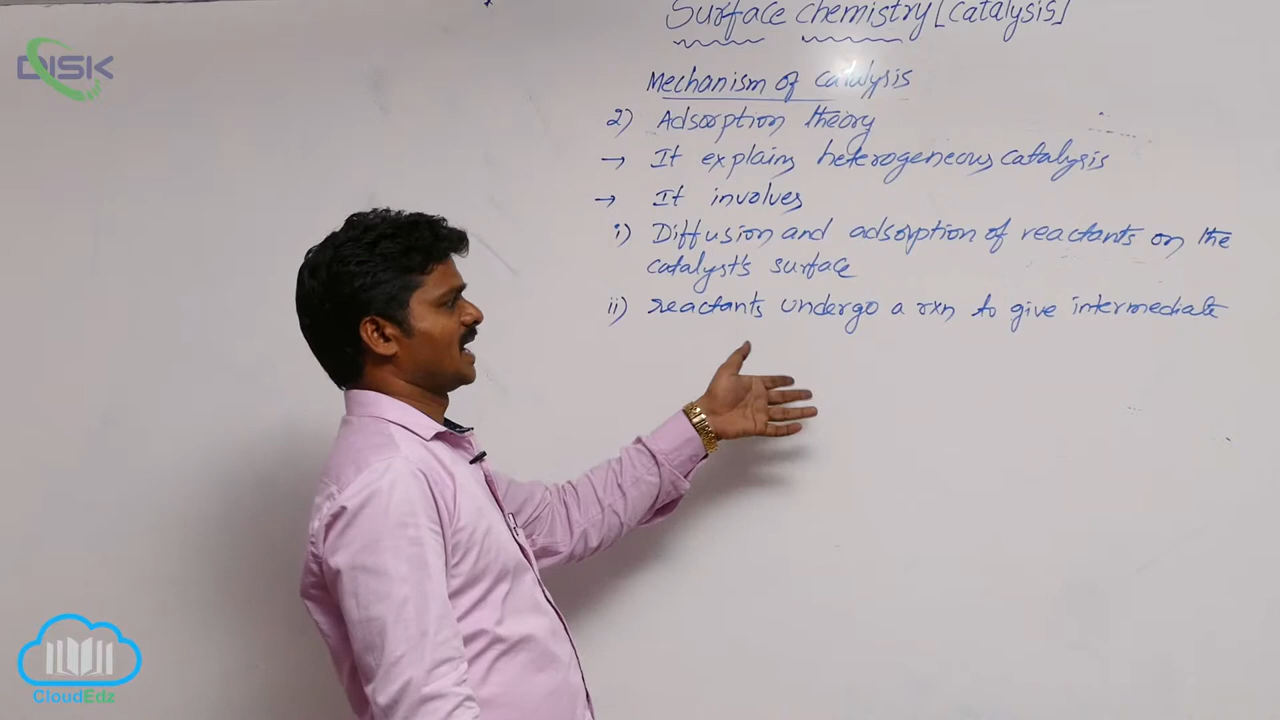 Surface chemistry [catalysis]
Mechanism of catalysis
2) Adsorption theory
→ It explains heterogeneous catalysis
→ It involves
i) Diffusion and adsorption of reactants on the
catalyst's surface
ii) reactants undergo a rxn to give intermediate
DISK
CloudEdz